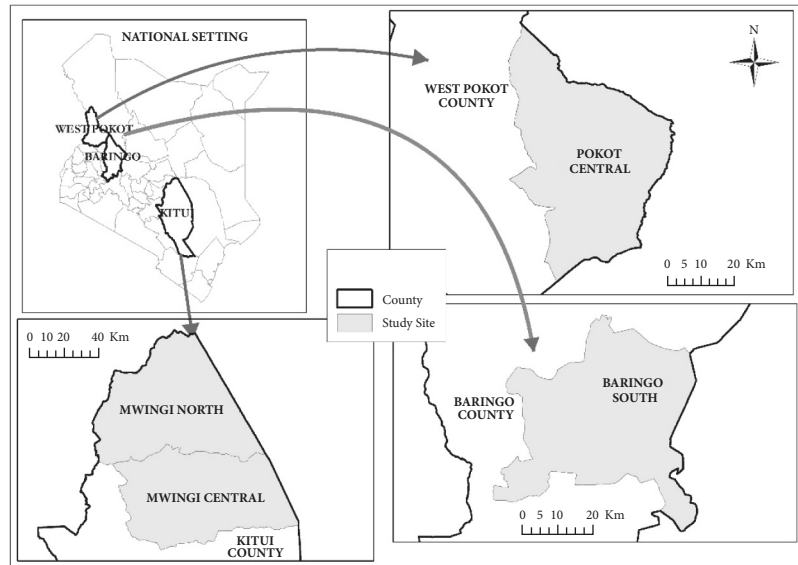 NATIONAL SETTING
WEST POKOT
BARINGO
KITUI
N
WEST POKOT
COUNTY
POKOT
CENTRAL
0 5 10 20 Km
County
Study Site
0 10 20 40 Km
MWINGI NORTH
MWINGI CENTRAL
KITUI
COUNTY
BARINGO
COUNTY
BARINGO
SOUTH
0 5 10 20 Km